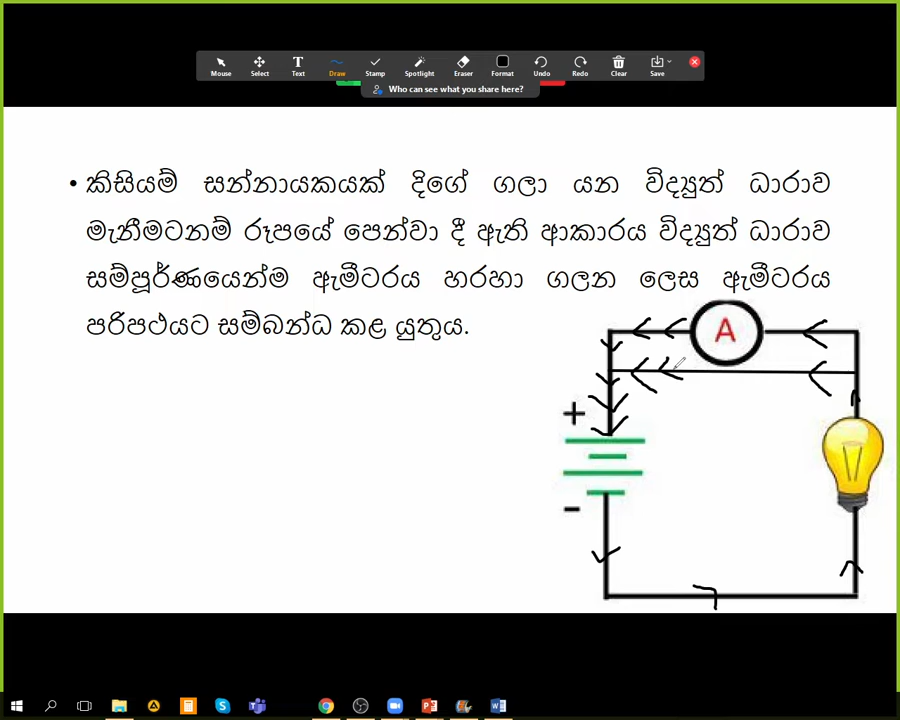 Mouse Select Text Draw Stamp Spotlight Eraser Format Undo Redo Clear Save
Who can see what you share here?
• කිසියම් සන්නායකයක් දිගේ ගලා යන විද්‍යුත් ධාරාව
මැනීමටනම් රූපයේ පෙන්වා දී ඇති ආකාරය විද්‍යුත් ධාරාව
සම්පූර්ණයෙන්ම ඇමීටරය හරහා ගලන ලෙස ඇමීටරය
පරිපථයට සම්බන්ධ කළ යුතුය.
A
+
-